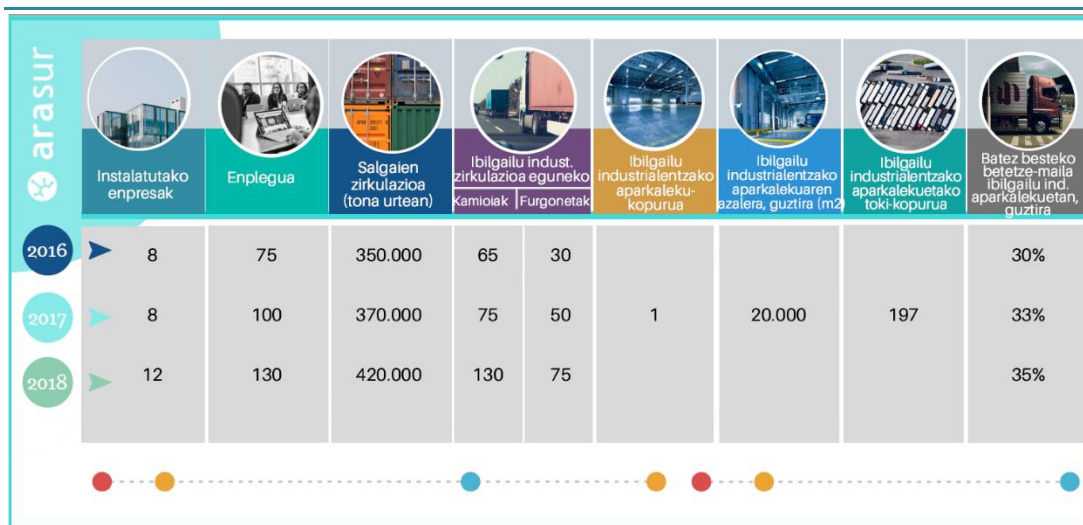 arasur
Instalatutako
enpresak
Enplegua
Salgaien
zirkulazioa
(tona urtean)
Ibilgailu indust.
zirkulazioa eguneko
Kamioiak Furgonetak
Ibilgailu
industrialentzako
aparkaleku-
kopurua
Ibilgailu
industrialentzako
aparkalekuaren
azalera, guztira (m2)
Ibilgailu
industrialentzako
aparkalekuetako
toki-kopurua
Batez besteko
betetze-maila
ibilgailu ind.
aparkalekuetan,
guztira
2016 8 75 350.000 65 30 30%
2017 8 100 370.000 75 50 1 20.000 197 33%
2018 12 130 420.000 130 75 35%